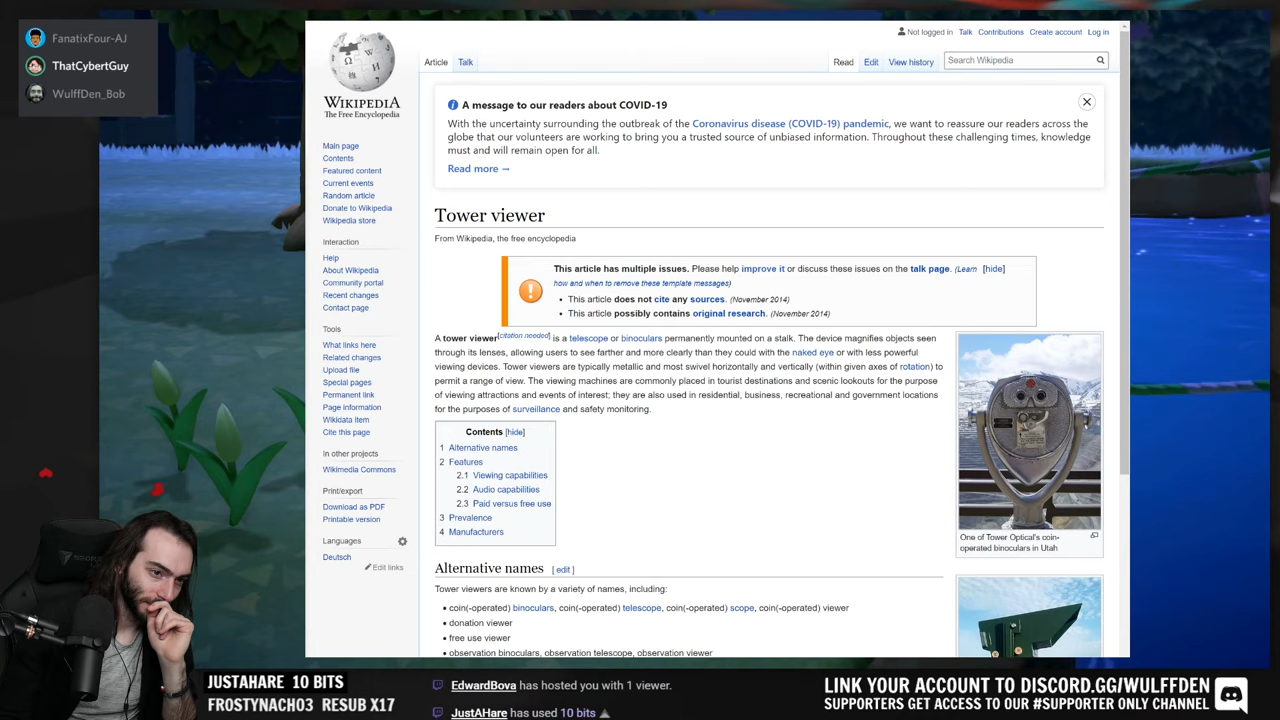 FanatixFour-AJ
ThatCybertGuy
WulffDen_Bob
WIKIPEDIA
The Free Encyclopedia
Main page
Contents
Featured content
Current events
Random article
Donate to Wikipedia
Wikipedia store
Interaction
Help
About Wikipedia
Community portal
Recent changes
Contact page
Tools
What links here
Related changes
Upload file
Special pages
Permanent link
Page information
Wikidata item
Cite this page
In other projects
Wikimedia Commons
Print/export
Download as PDF
Printable version
Languages
Deutsch
Edit links
Not logged in Talk Contributions Create account Log in
Article Talk Read Edit View history Search Wikipedia
A message to our readers about COVID-19
With the uncertainty surrounding the outbreak of the Coronavirus disease (COVID-19) pandemic, we want to reassure our readers across the
globe that our volunteers are working to bring you a trusted source of unbiased information. Throughout these challenging times, knowledge
must and will remain open for all.
Read more →
Tower viewer
From Wikipedia, the free encyclopedia
This article has multiple issues. Please help improve it or discuss these issues on the talk page. (Learn [hide]
how and when to remove these template messages)
• This article does not cite any sources. (November 2014)
• This article possibly contains original research. (November 2014)
A tower viewer[citation needed] is a telescope or binoculars permanently mounted on a stalk. The device magnifies objects seen
through its lenses, allowing users to see farther and more clearly than they could with the naked eye or with less powerful
viewing devices. Tower viewers are typically metallic and most swivel horizontally and vertically (within given axes of rotation) to
permit a range of view. The viewing machines are commonly placed in tourist destinations and scenic lookouts for the purpose
of viewing attractions and events of interest; they are also used in residential, business, recreational and government locations
for the purposes of surveillance and safety monitoring.
Contents [hide]
1 Alternative names
2 Features
2.1 Viewing capabilities
2.2 Audio capabilities
2.3 Paid versus free use
3 Prevalence
4 Manufacturers
One of Tower Optical's coin-
operated binoculars in Utah
Alternative names [ edit ]
Tower viewers are known by a variety of names, including:
• coin(-operated) binoculars, coin(-operated) telescope, coin(-operated) scope, coin(-operated) viewer
• donation viewer
• free use viewer
• observation binoculars, observation telescope, observation viewer
JUSTAHARE 10 BITS
FROSTYNACHO3 RESUB X17
EdwardBova has hosted you with 1 viewer.
JustAHare has used 10 bits
LINK YOUR ACCOUNT TO DISCORD.GG/WULFFDEN
SUPPORTERS GET ACCESS TO OUR #SUPPORTER ONLY CHANNEL